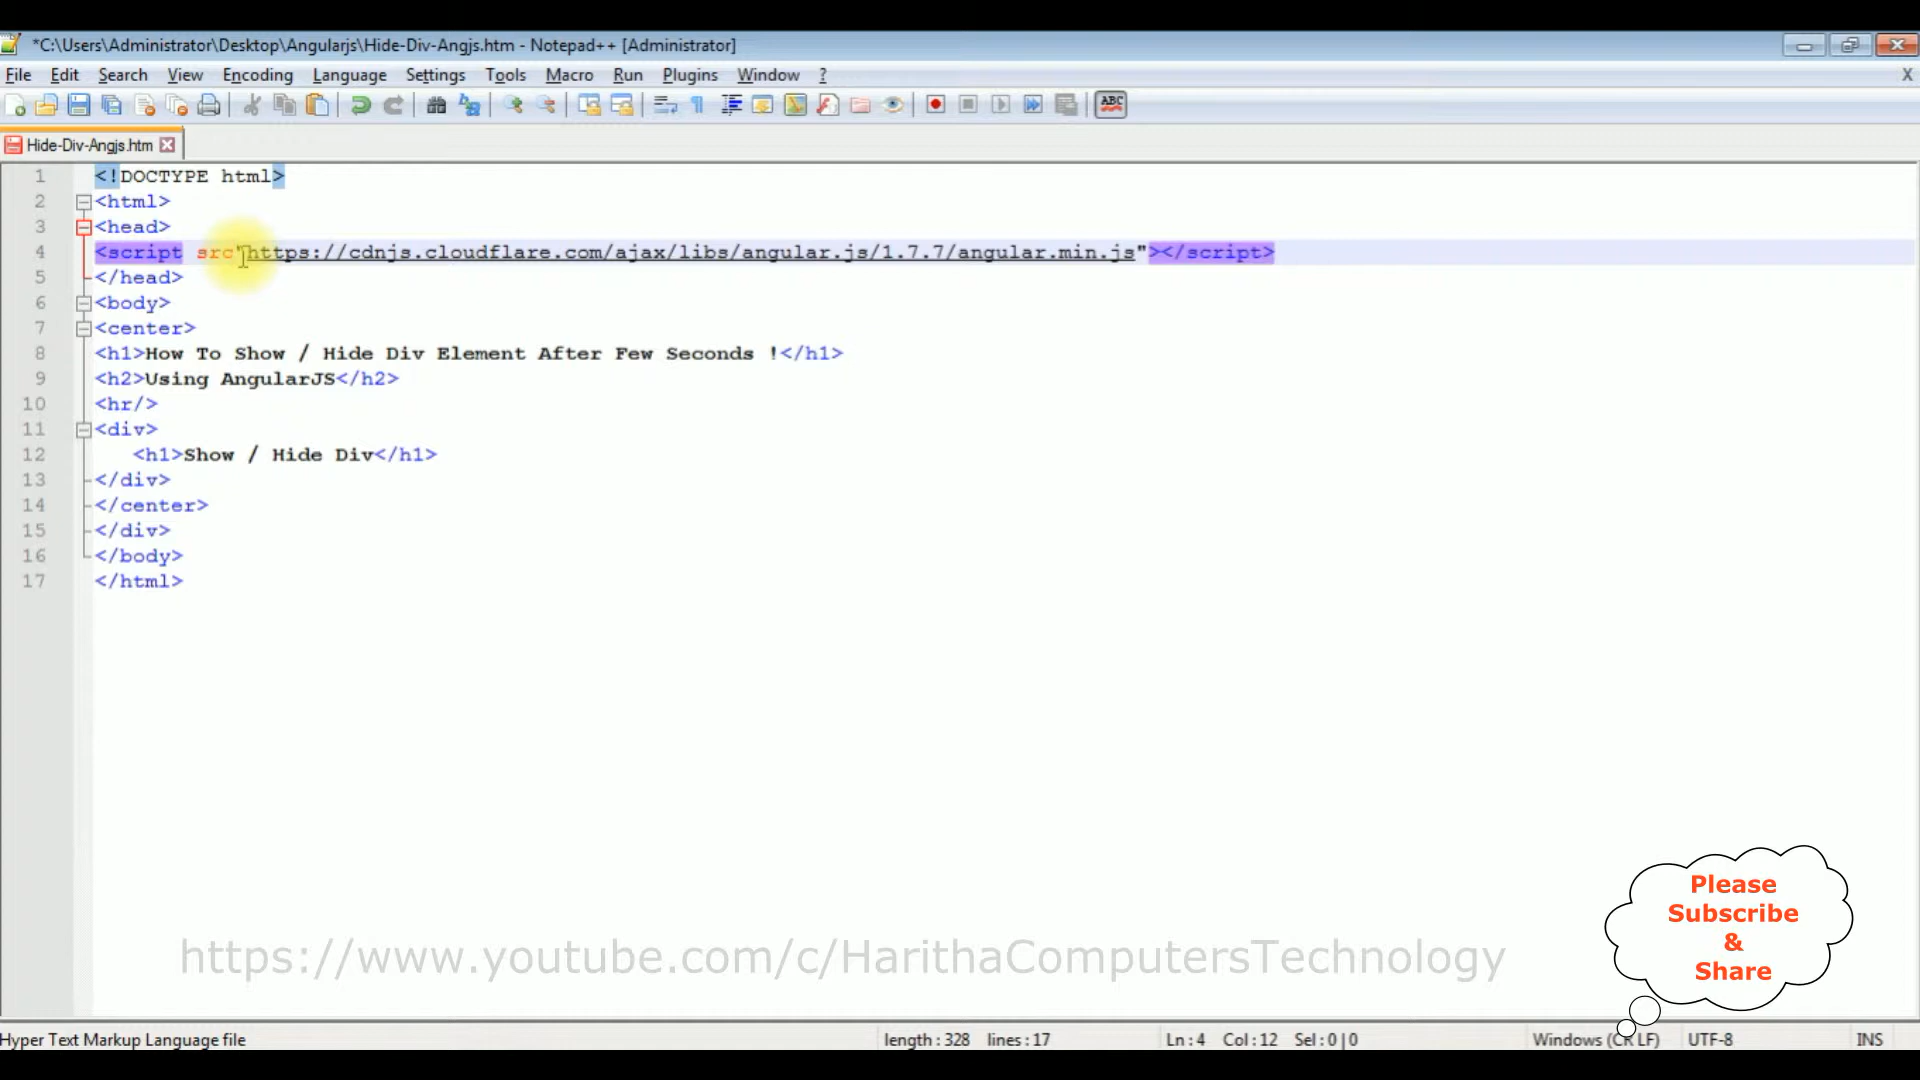 *C:\Users\Administrator\Desktop\Angularjs\Hide-Div-Angjs.htm - Notepad++ [Administrator]
File Edit Search View Encoding Language Settings Tools Macro Run Plugins Window ? X
ABC
Hide-Div-Angjs.htm
1 <!DOCTYPE html>
2 <html>
3 <head>
4 <script src"https://cdnjs.cloudflare.com/ajax/libs/angular.js/1.7.7/angular.min.js"></script>
5 </head>
6 <body>
7 <center>
8 <h1>How To Show / Hide Div Element After Few Seconds !</h1>
9 <h2>Using AngularJS</h2>
10 <hr/>
11 <div>
12 <h1>Show / Hide Div</h1>
13 </div>
14 </center>
15 </div>
16 </body>
17 </html>
Please
Subscribe
&
Share
https://www.youtube.com/c/HarithaComputersTechnology
Hyper Text Markup Language file length : 328 lines : 17 Ln : 4 Col : 12 Sel : 0 | 0 Windows (CR LF) UTF-8 INS